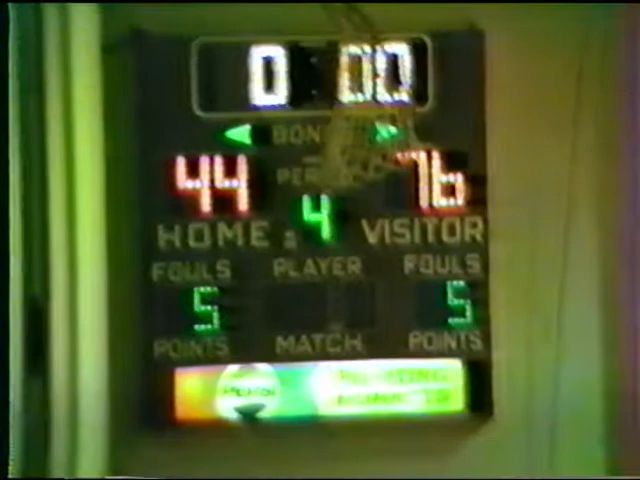 0:00
BON
44 PER 76
4
HOME VISITOR
FOULS PLAYER FOULS
5 5
POINTS MATCH POINTS